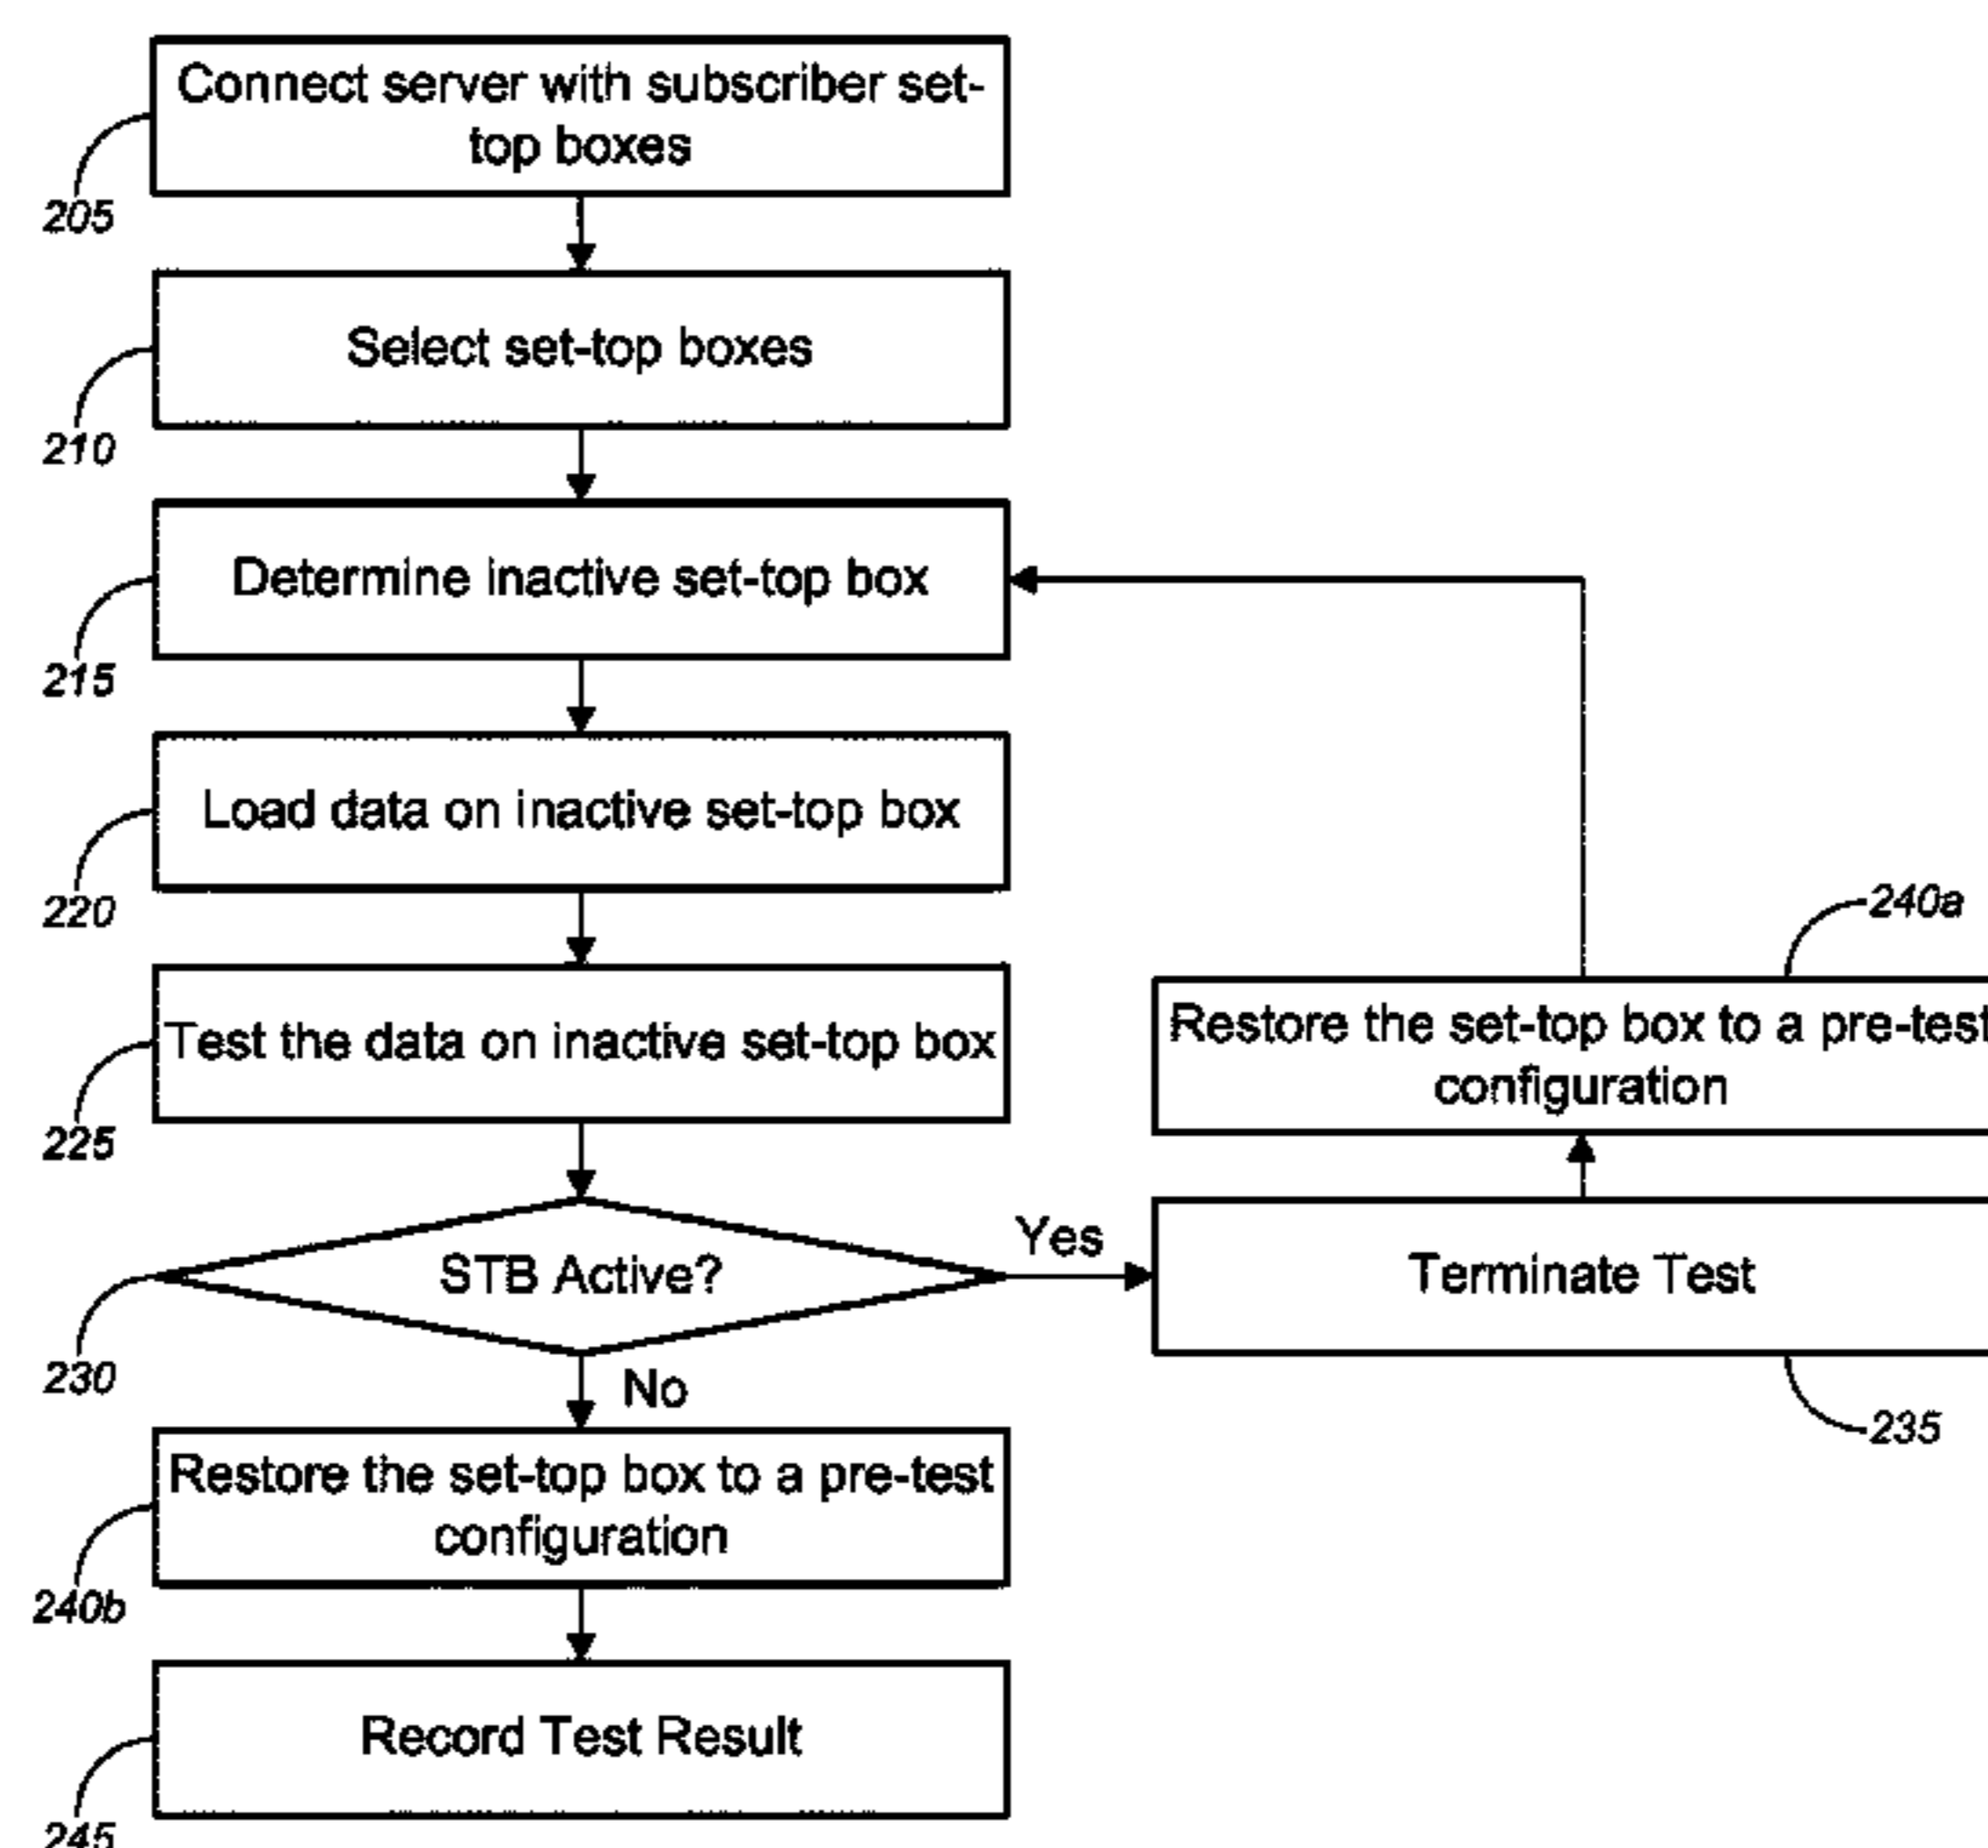 Connect server with subscriber set-
top boxes
205
Select set-top boxes
210
Determine inactive set-top box
215
Load data on inactive set-top box
220
240a
Test the data on inactive set-top box
225
Restore the set-top box to a pre-test
configuration
STB Active?
Yes
Terminate Test
230
No
235
Restore the set-top box to a pre-test
configuration
240b
Record Test Result
245